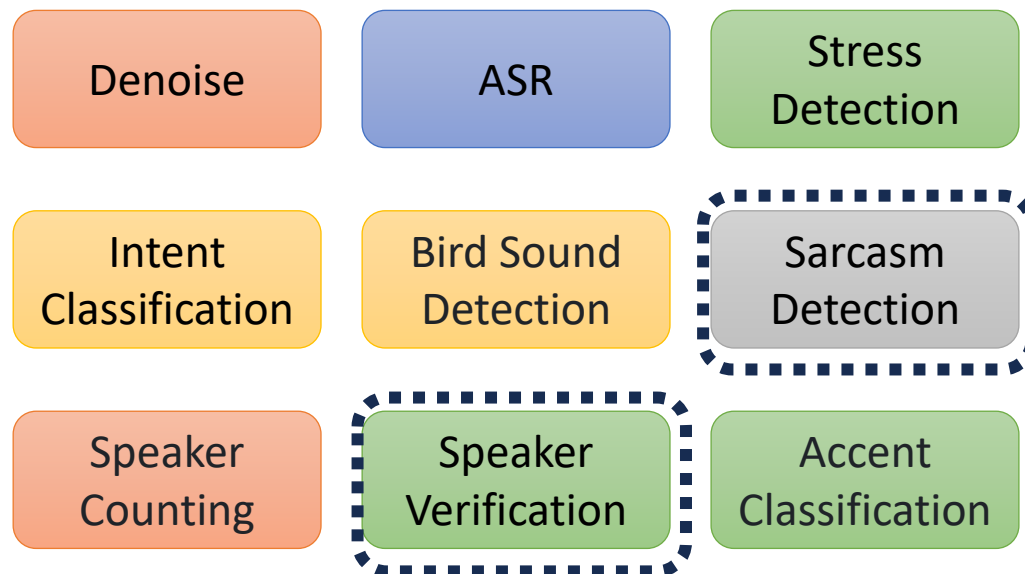 Denoise
ASR
Stress
Detection
Intent
Classification
Bird Sound
Detection
Sarcasm
Detection
Speaker
Counting
Speaker
Verification
Accent
Classification